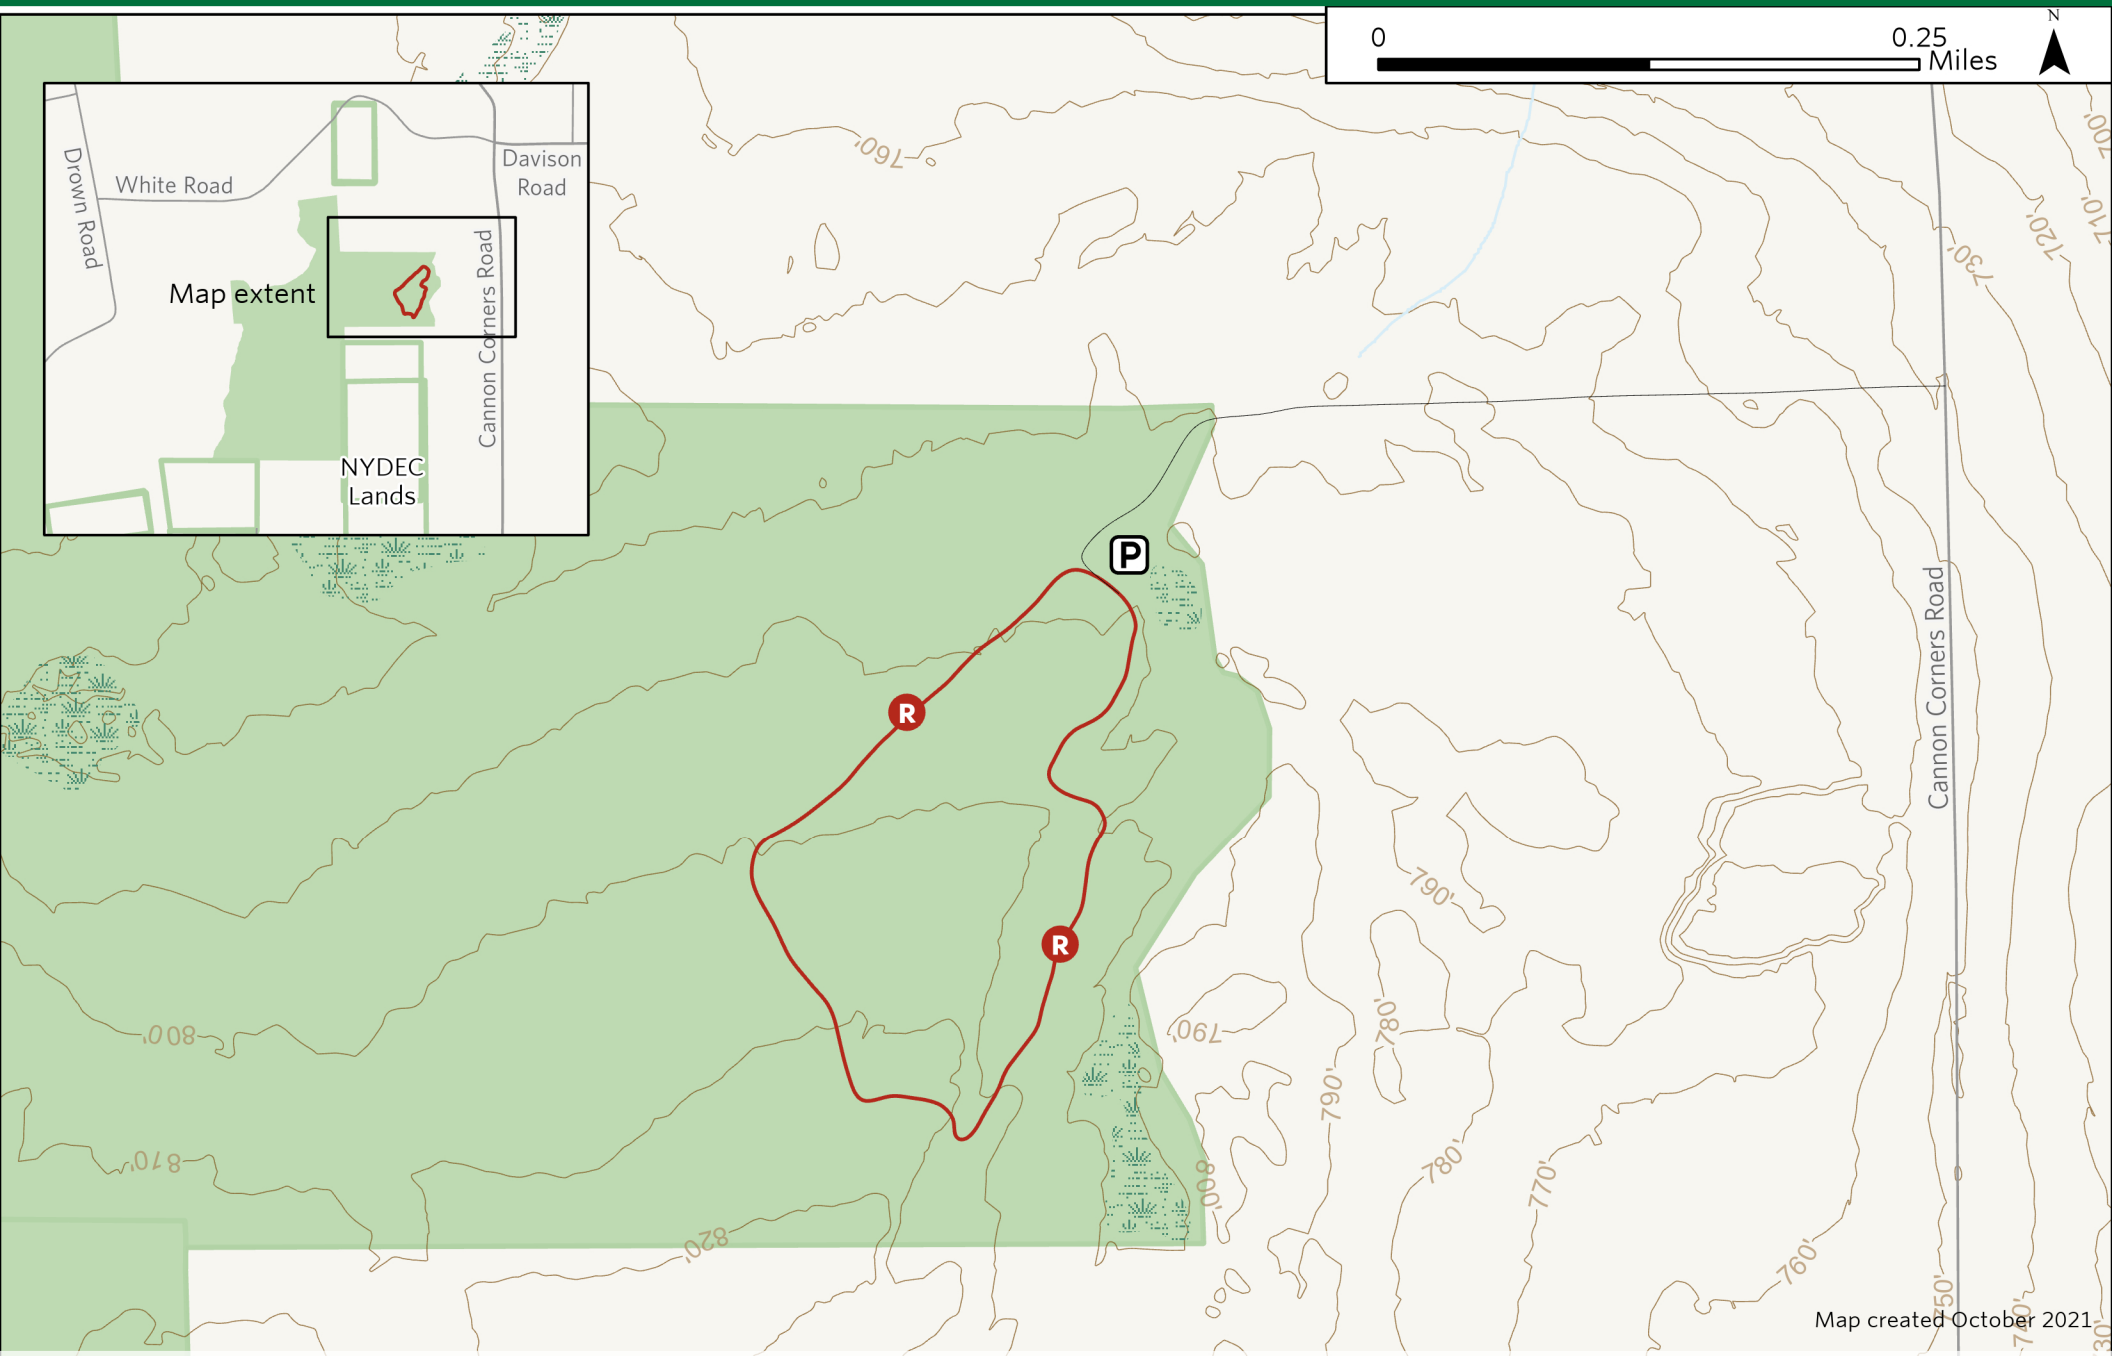 0
0.25
Miles
N
Drown Road
White Road
Davison
Road
Cannon Corners Road
Map extent
NYDEC
Lands
760'
700'
710'
720'
730'
P
R
R
Cannon Corners Road
790'
780'
790'
790'
800'
810'
820'
800'
780'
770'
760'
750'
740'
Map created October 2021